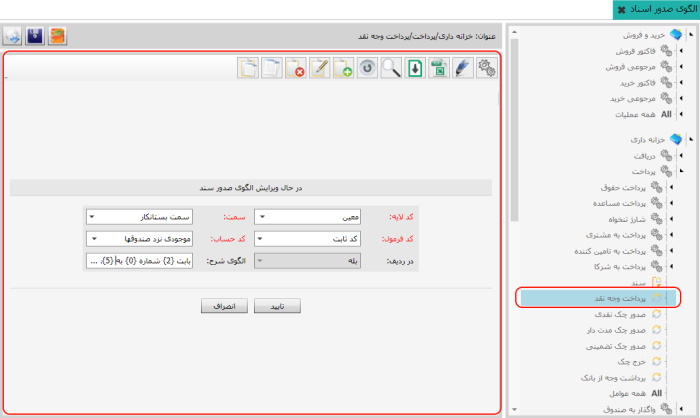 الگوی صدور اسناد
خرید و فروش
فاکتور فروش
مرجوعی فروش
فاکتور خرید
مرجوعی خرید
All همه عملیات
خزانه داری
دریافت
پرداخت
پرداخت حقوق
پرداخت مساعده
شارژ تنخواه
پرداخت به مشتری
پرداخت به تامین کننده
پرداخت به شرکا
سند
پرداخت وجه نقد
صدور چک نقدی
صدور چک مدت دار
صدور چک تضمینی
خرج چک
برداشت وجه از بانک
All همه عوامل
واگذار به صندوق
عنوان: خزانه داری/پرداخت/پرداخت وجه نقد
در حال ویرایش الگوی صدور سند
کد لایه: معین سمت: سمت بستانکار
کد فرمول: کد ثابت کد حساب: موجودی نزد صندوقها
در ردیف: بله الگوی شرح: بابت {2} شماره {0} به {5}، ...
تایید انصراف